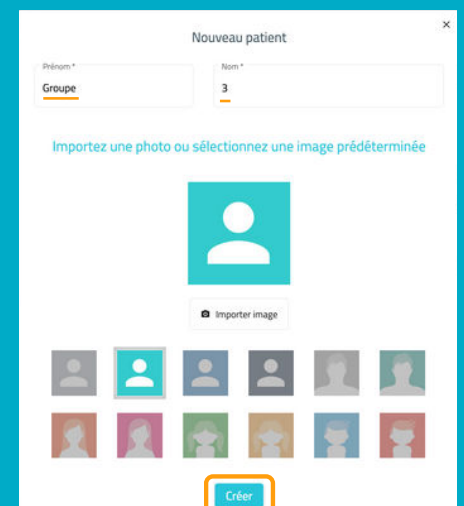 ×
Nouveau patient
Prénom * Nom *
Groupe 3
Importez une photo ou sélectionnez une image prédéterminée
Importer image
Créer